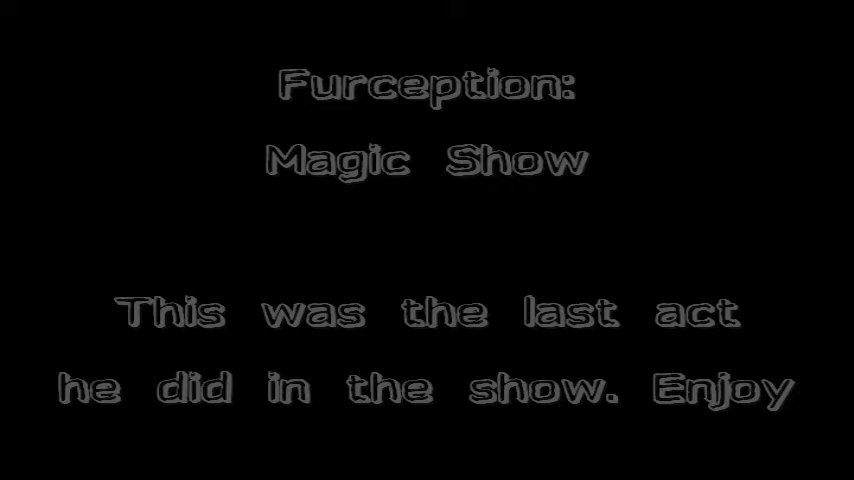 Furception:
Magic Show
This was the last act
he did in the show. Enjoy